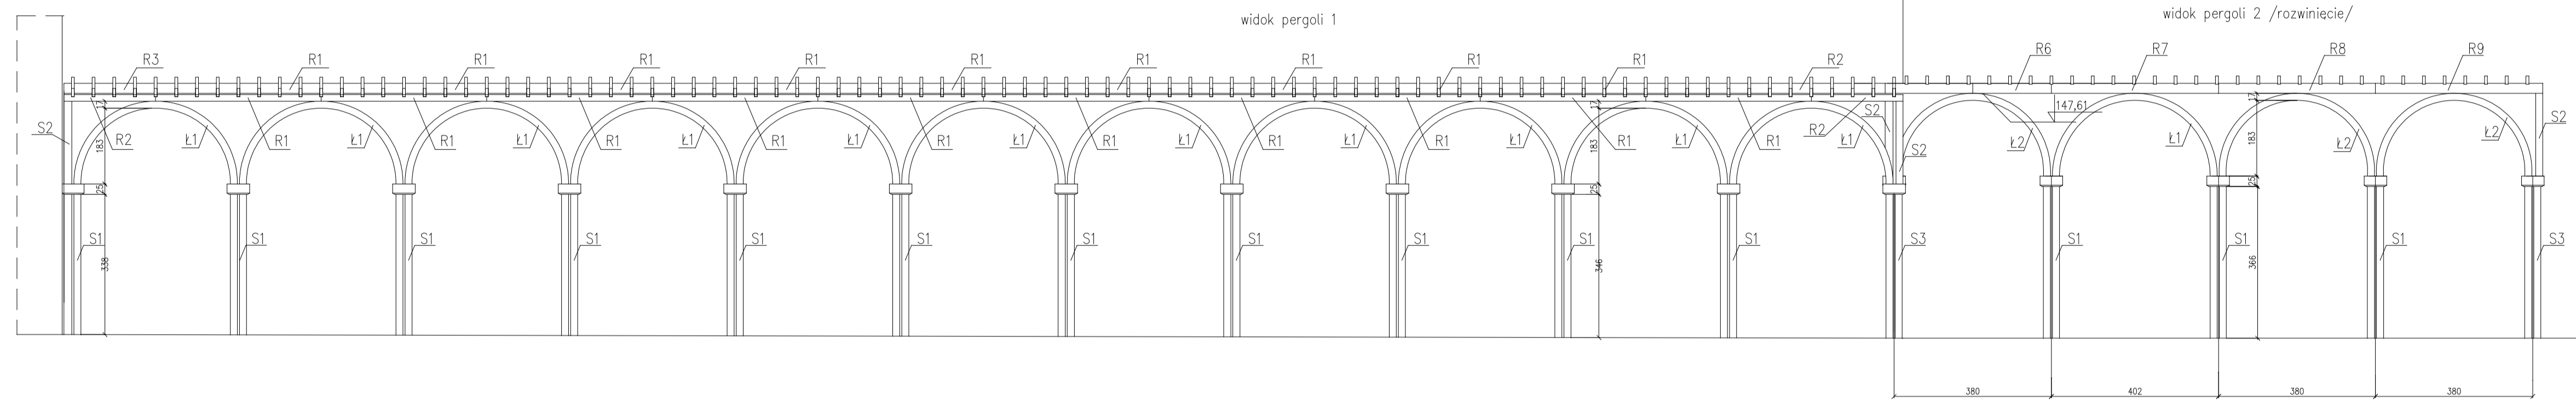 widok pergoli 1
widok pergoli 2 /rozwinięcie/
R3 R1 R1 R1 R1 R1 R1 R1 R1 R1 R2 R6 R7 R8 R9
17 17 17
147,61
S2 S2 S2
S2 R2 Ł1 R1 Ł1 R1 Ł1 R1 Ł1 R1 Ł1 R1 Ł1 R1 Ł1 R1 Ł1 R1 Ł1 R1 Ł1 R1 R2 Ł1 Ł2 Ł1 Ł2 Ł2
183 183 183
25 25 25
S1 S1 S1 S1 S1 S1 S1 S1 S1 S1 S1 S3 S1 S1 S1 S3
338 346 366
380 402 380 380